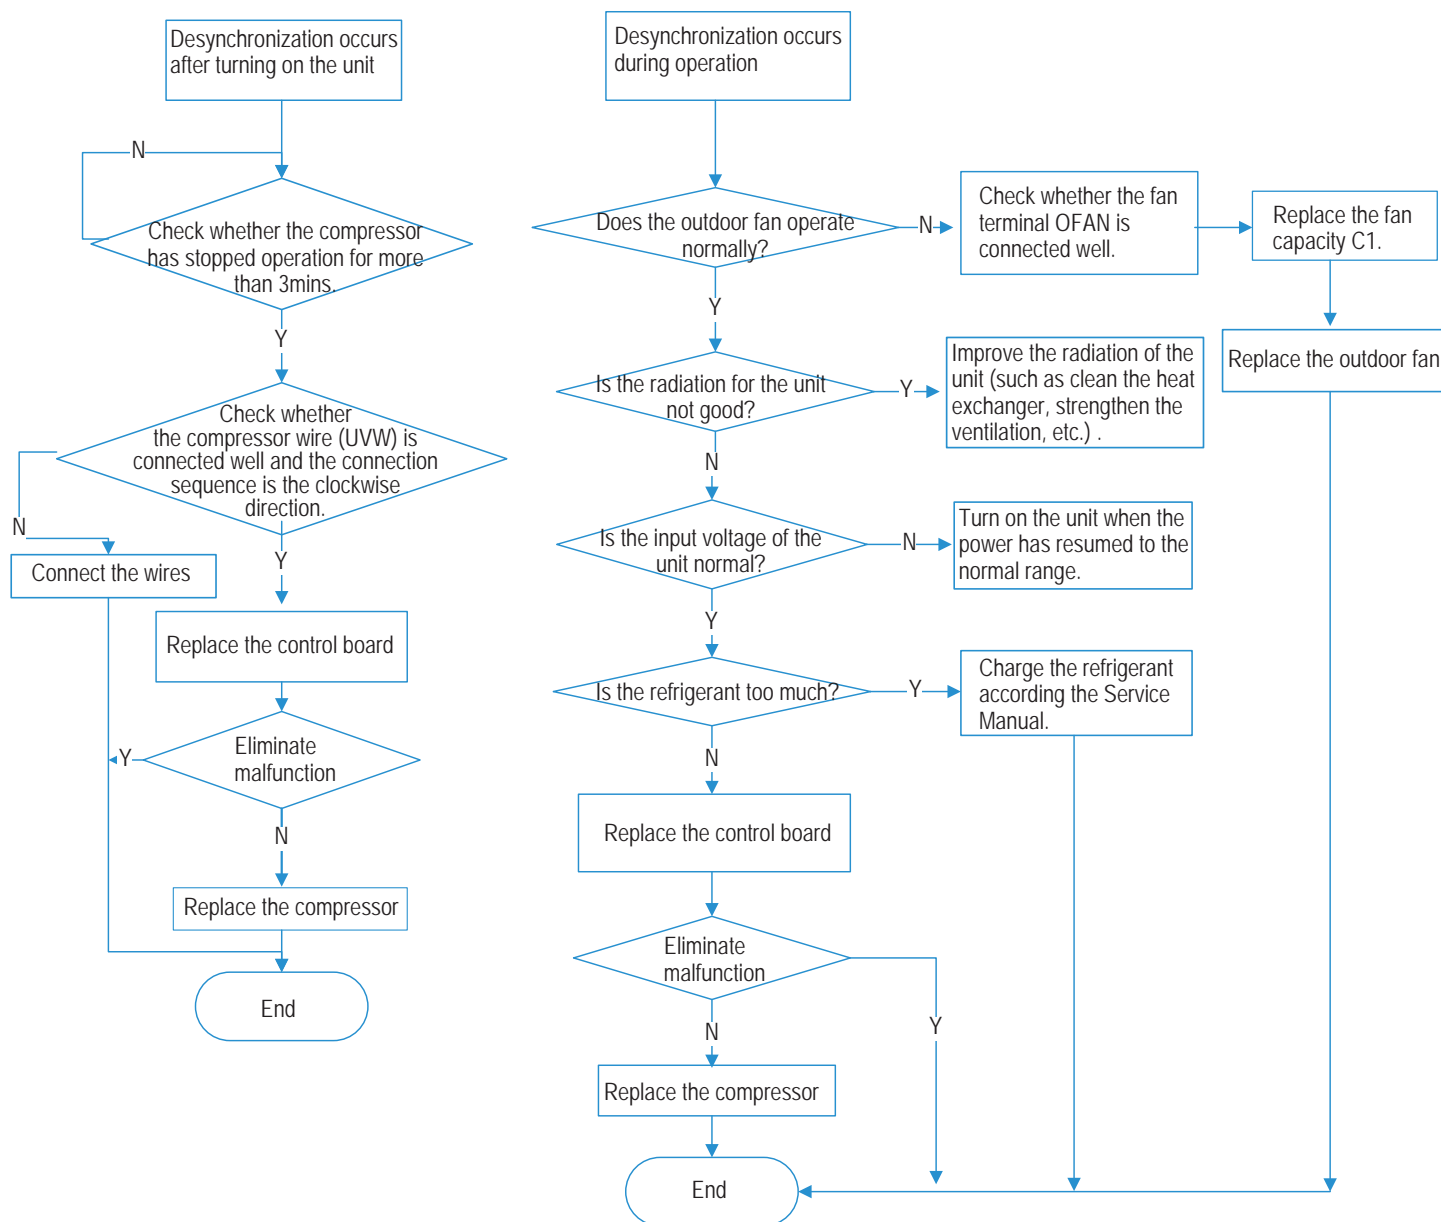 Desynchronization occurs
after turning on the unit
N
Check whether the compressor
has stopped operation for more
than 3mins.
Y
Check whether
the compressor wire (UVW) is
connected well and the connection
sequence is the clockwise
direction.
N
Connect the wires
Y
Replace the control board
Eliminate
malfunction
Y
N
Replace the compressor
End
Desynchronization occurs
during operation
Does the outdoor fan operate
normally?
N
Check whether the fan
terminal OFAN is
connected well.
Replace the fan
capacity C1.
Replace the outdoor fan
Y
Is the radiation for the unit
not good?
Y
Improve the radiation of the
unit (such as clean the heat
exchanger, strengthen the
ventilation, etc.) .
N
Is the input voltage of the
unit normal?
N
Turn on the unit when the
power has resumed to the
normal range.
Y
Is the refrigerant too much?
Y
Charge the refrigerant
according the Service
Manual.
N
Replace the control board
Eliminate
malfunction
Y
N
Replace the compressor
End